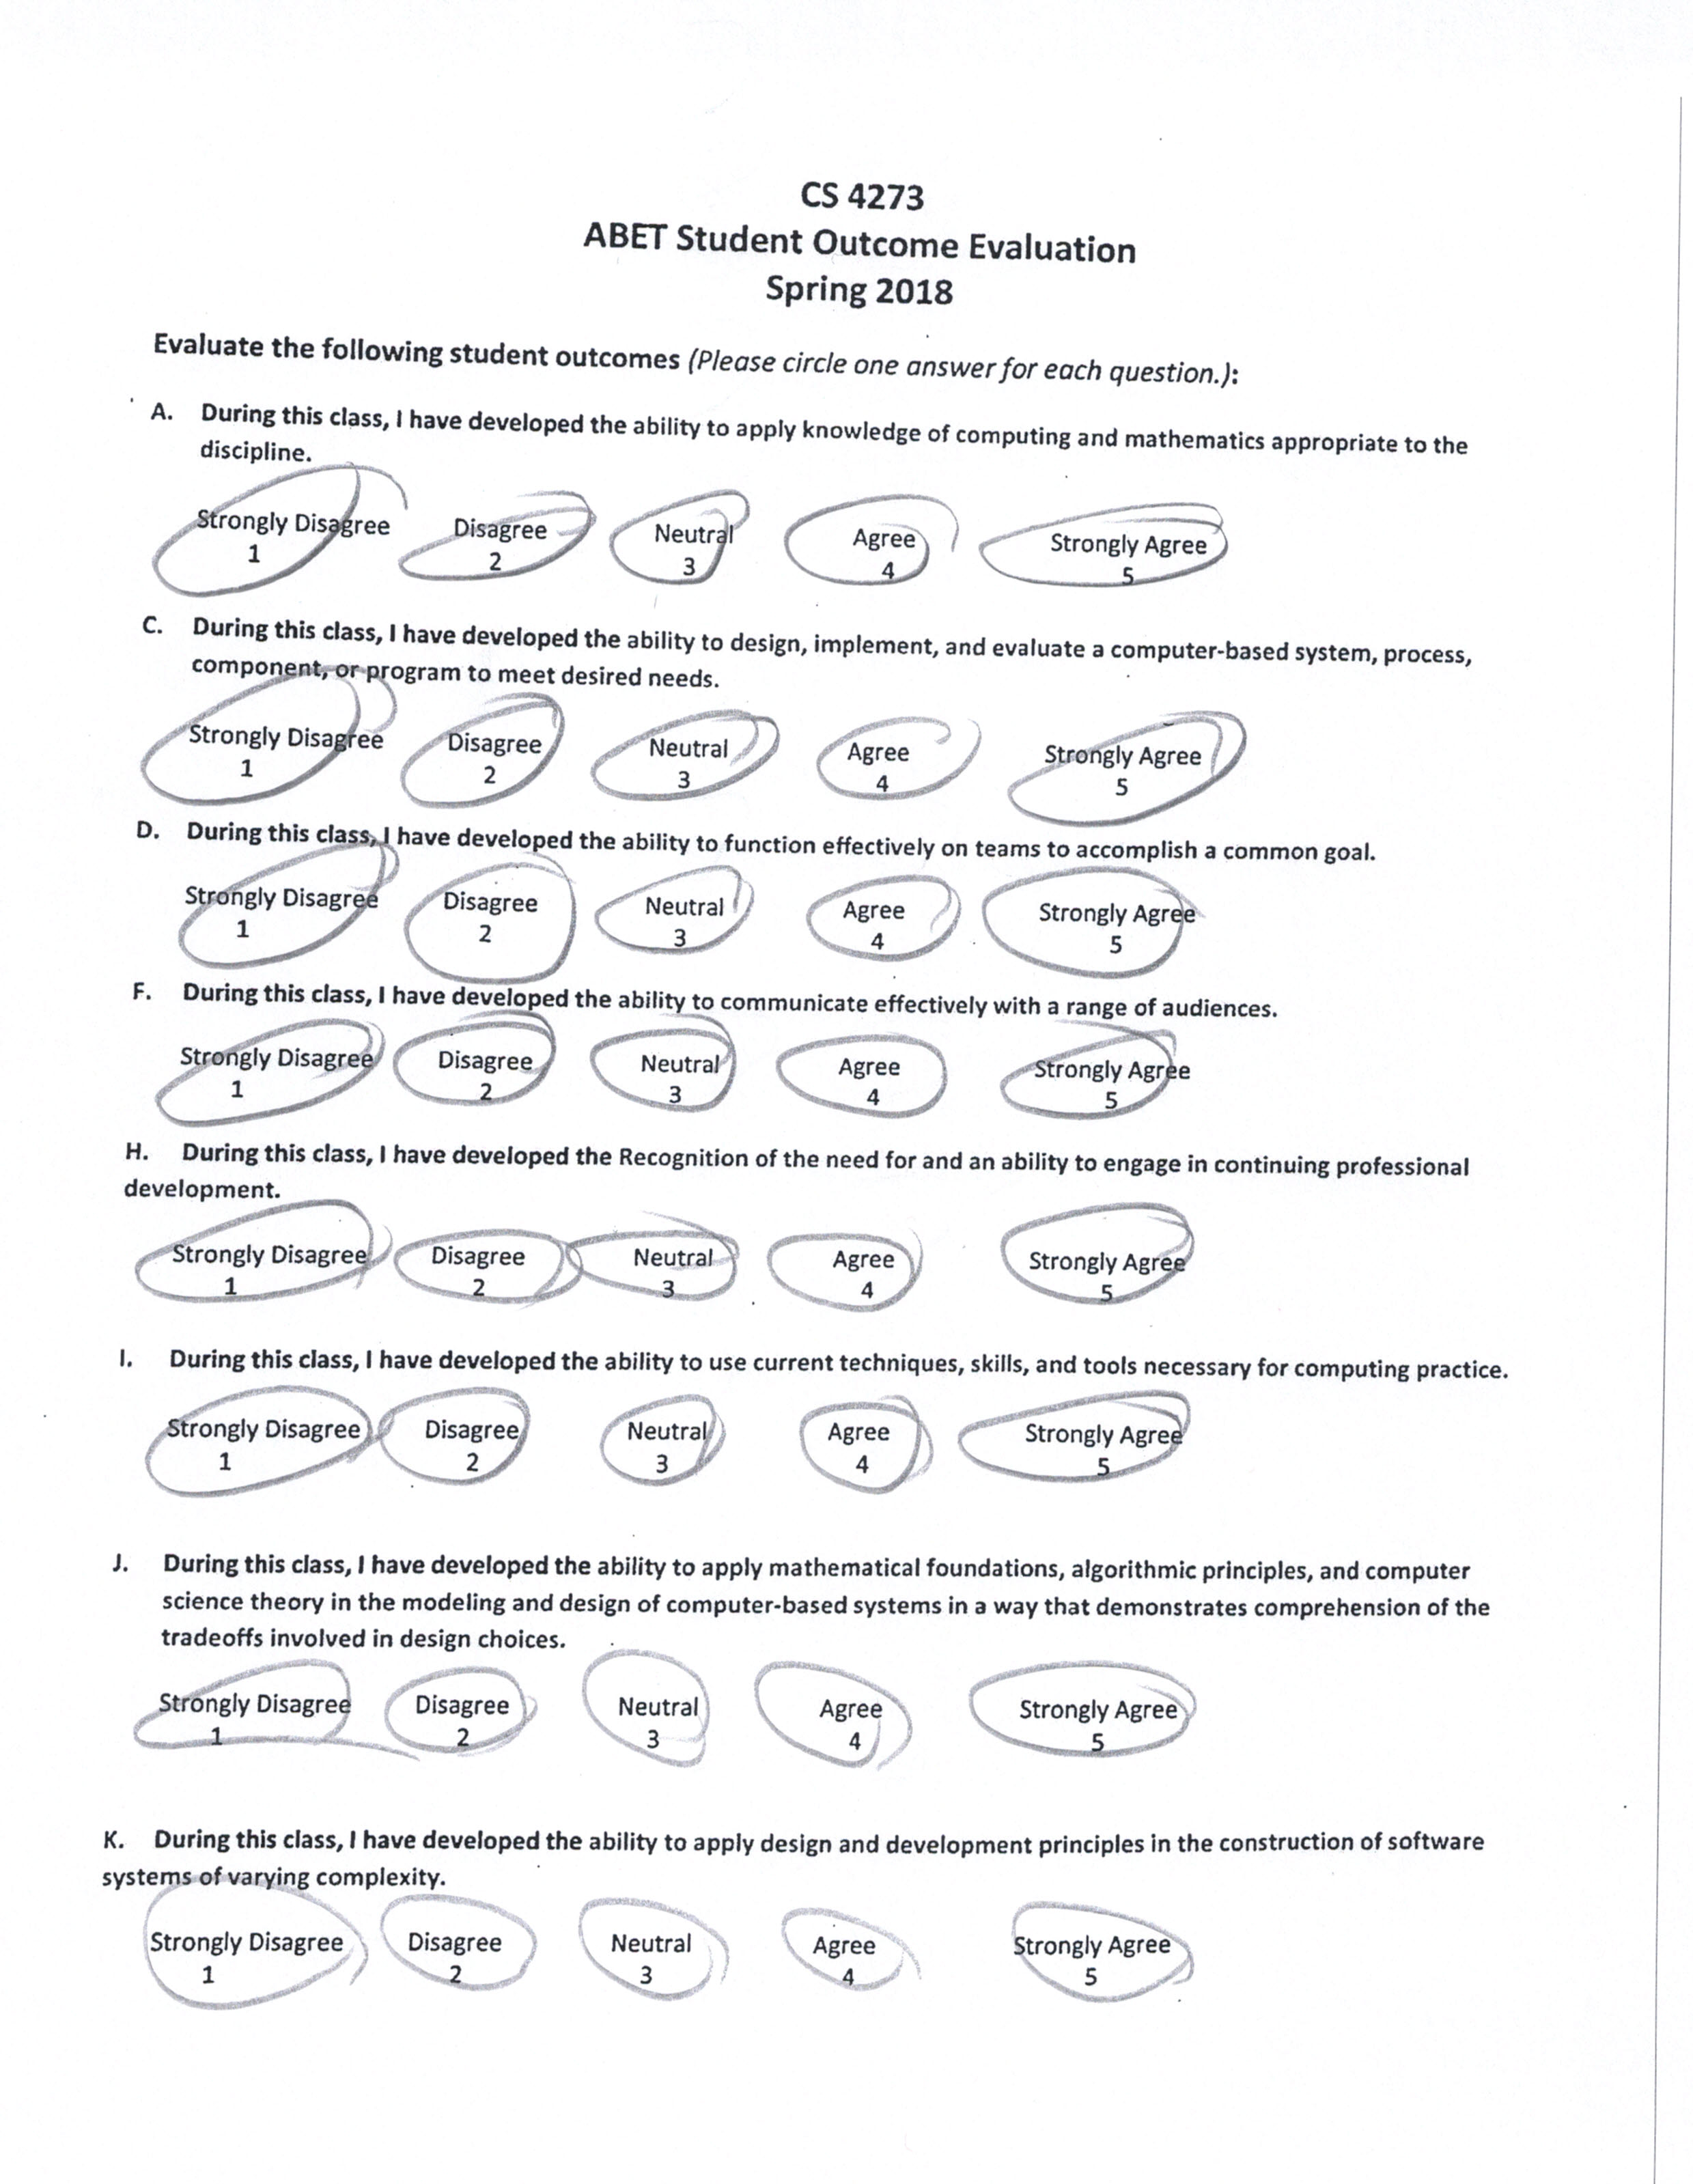 CS 4273
ABET Student Outcome Evaluation
Spring 2018
Evaluate the following student outcomes (Please circle one answer for each question.):
A. During this class, I have developed the ability to apply knowledge of computing and mathematics appropriate to the
discipline.
Strongly Disagree Disagree Neutral Agree Strongly Agree
1 2 3 4 5
C. During this class, I have developed the ability to design, implement, and evaluate a computer-based system, process,
component, or program to meet desired needs.
Strongly Disagree Disagree Neutral Agree Strongly Agree
1 2 3 4 5
D. During this class, I have developed the ability to function effectively on teams to accomplish a common goal.
Strongly Disagree Disagree Neutral Agree Strongly Agree
1 2 3 4 5
F. During this class, I have developed the ability to communicate effectively with a range of audiences.
Strongly Disagree Disagree Neutral Agree Strongly Agree
1 2 3 4 5
H. During this class, I have developed the Recognition of the need for and an ability to engage in continuing professional
development.
Strongly Disagree Disagree Neutral Agree Strongly Agree
1 2 3 4 5
I. During this class, I have developed the ability to use current techniques, skills, and tools necessary for computing practice.
Strongly Disagree Disagree Neutral Agree Strongly Agree
1 2 3 4 5
J. During this class, I have developed the ability to apply mathematical foundations, algorithmic principles, and computer
science theory in the modeling and design of computer-based systems in a way that demonstrates comprehension of the
tradeoffs involved in design choices.
Strongly Disagree Disagree Neutral Agree Strongly Agree
1 2 3 4 5
K. During this class, I have developed the ability to apply design and development principles in the construction of software
systems of varying complexity.
Strongly Disagree Disagree Neutral Agree Strongly Agree
1 2 3 4 5